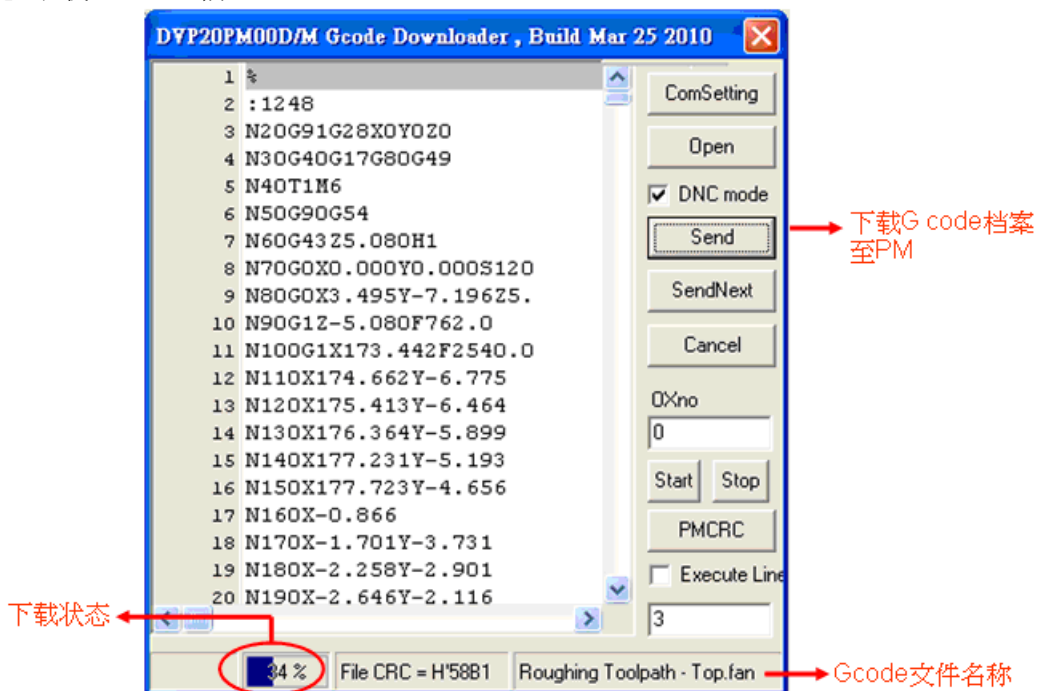 DVP20PM00D/M Gcode Downloader , Build Mar 25 2010
1 %
2 :1248
3 N20G91G28X0Y0Z0
4 N30G40G17G80G49
5 N40T1M6
6 N50G90G54
7 N60G43Z5.080H1
8 N70G0X0.000Y0.000S120
9 N80G0X3.495Y-7.196Z5.
10 N90G1Z-5.080F762.0
11 N100G1X173.442F2540.0
12 N110X174.662Y-6.775
13 N120X175.413Y-6.464
14 N130X176.364Y-5.899
15 N140X177.231Y-5.193
16 N150X177.723Y-4.656
17 N160X-0.866
18 N170X-1.701Y-3.731
19 N180X-2.258Y-2.901
20 N190X-2.646Y-2.116
ComSetting
Open
DNC mode
Send
SendNext
Cancel
OXno
0
Start Stop
PMCRC
Execute Line
3
下载G code档案
至PM
下载状态
34 %
File CRC = H'58B1
Roughing Toolpath - Top.fan
Gcode文件名称